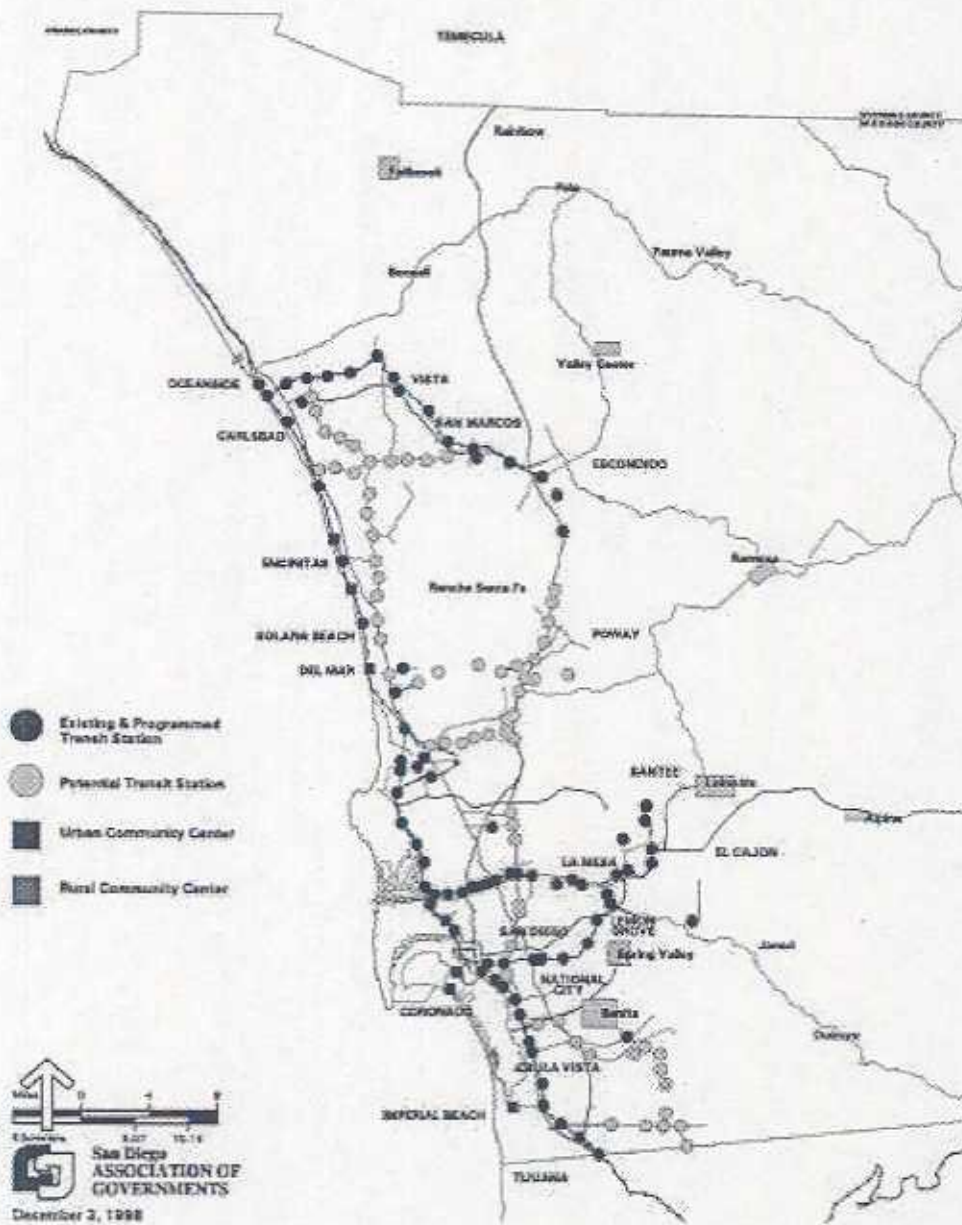 TEMECULA
Rainbow
Fallbrook
Pala
Pauma Valley
Bonsall
Valley Center
OCEANSIDE
VISTA
SAN MARCOS
CARLSBAD
ESCONDIDO
ENCINITAS
Ramona
Rancho Santa Fe
SOLANA BEACH
POWAY
DEL MAR
Existing & Programmed
Transit Station
Potential Transit Station
Urban Community Center
Rural Community Center
SANTEE
Lakeside
Alpine
LA MESA
EL CAJON
SAN DIEGO
LEMON
GROVE
Spring Valley
Jamul
NATIONAL
CITY
CORONADO
Bonita
Dulzura
CHULA VISTA
IMPERIAL BEACH
TIJUANA
Miles 0 4 8
San Diego
ASSOCIATION OF
GOVERNMENTS
December 2, 1998